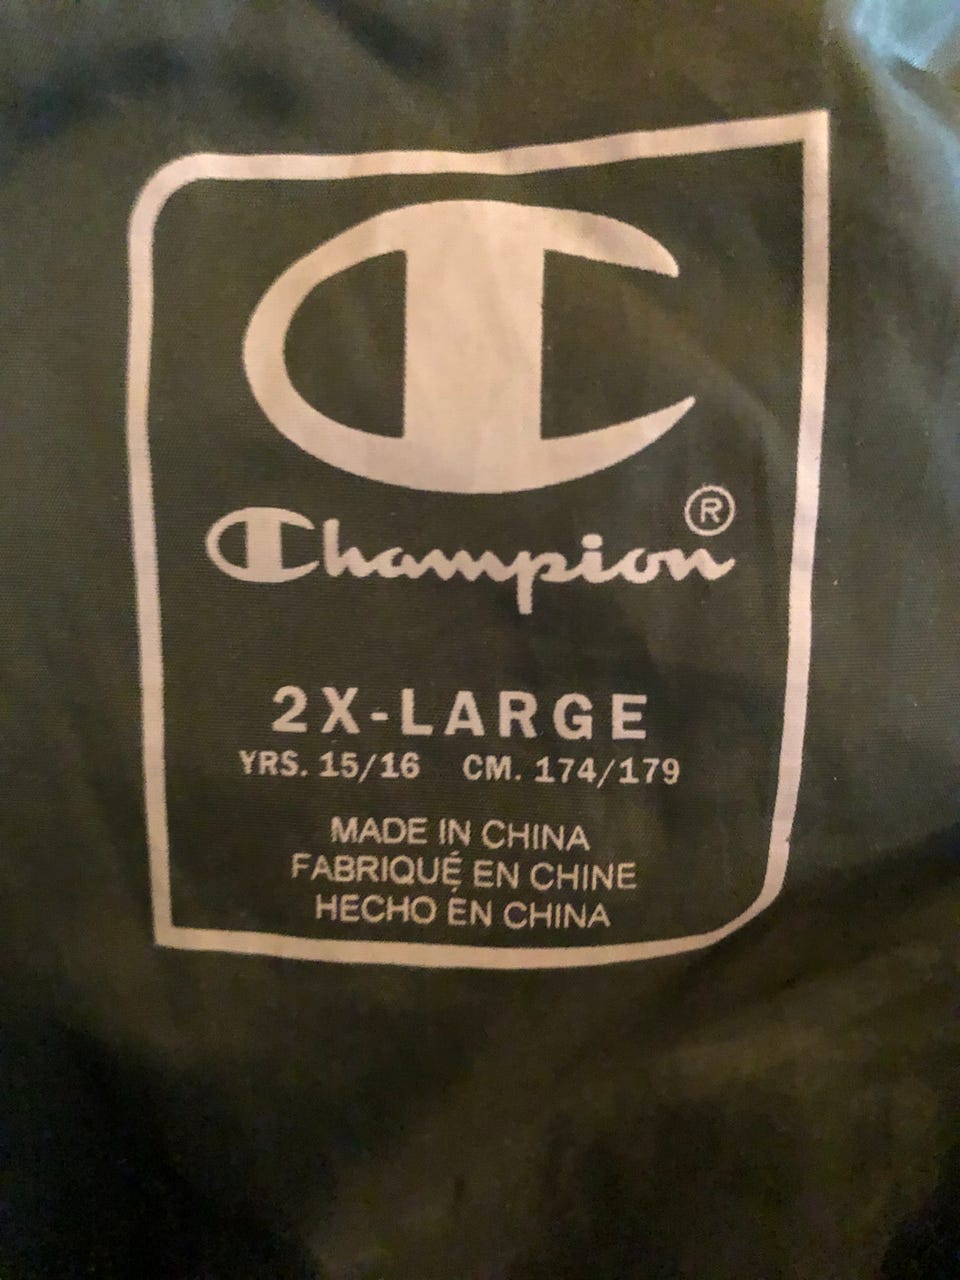 Champion®
2X-LARGE
YRS. 15/16 CM. 174/179
MADE IN CHINA
FABRIQUÉ EN CHINE
HECHO EN CHINA